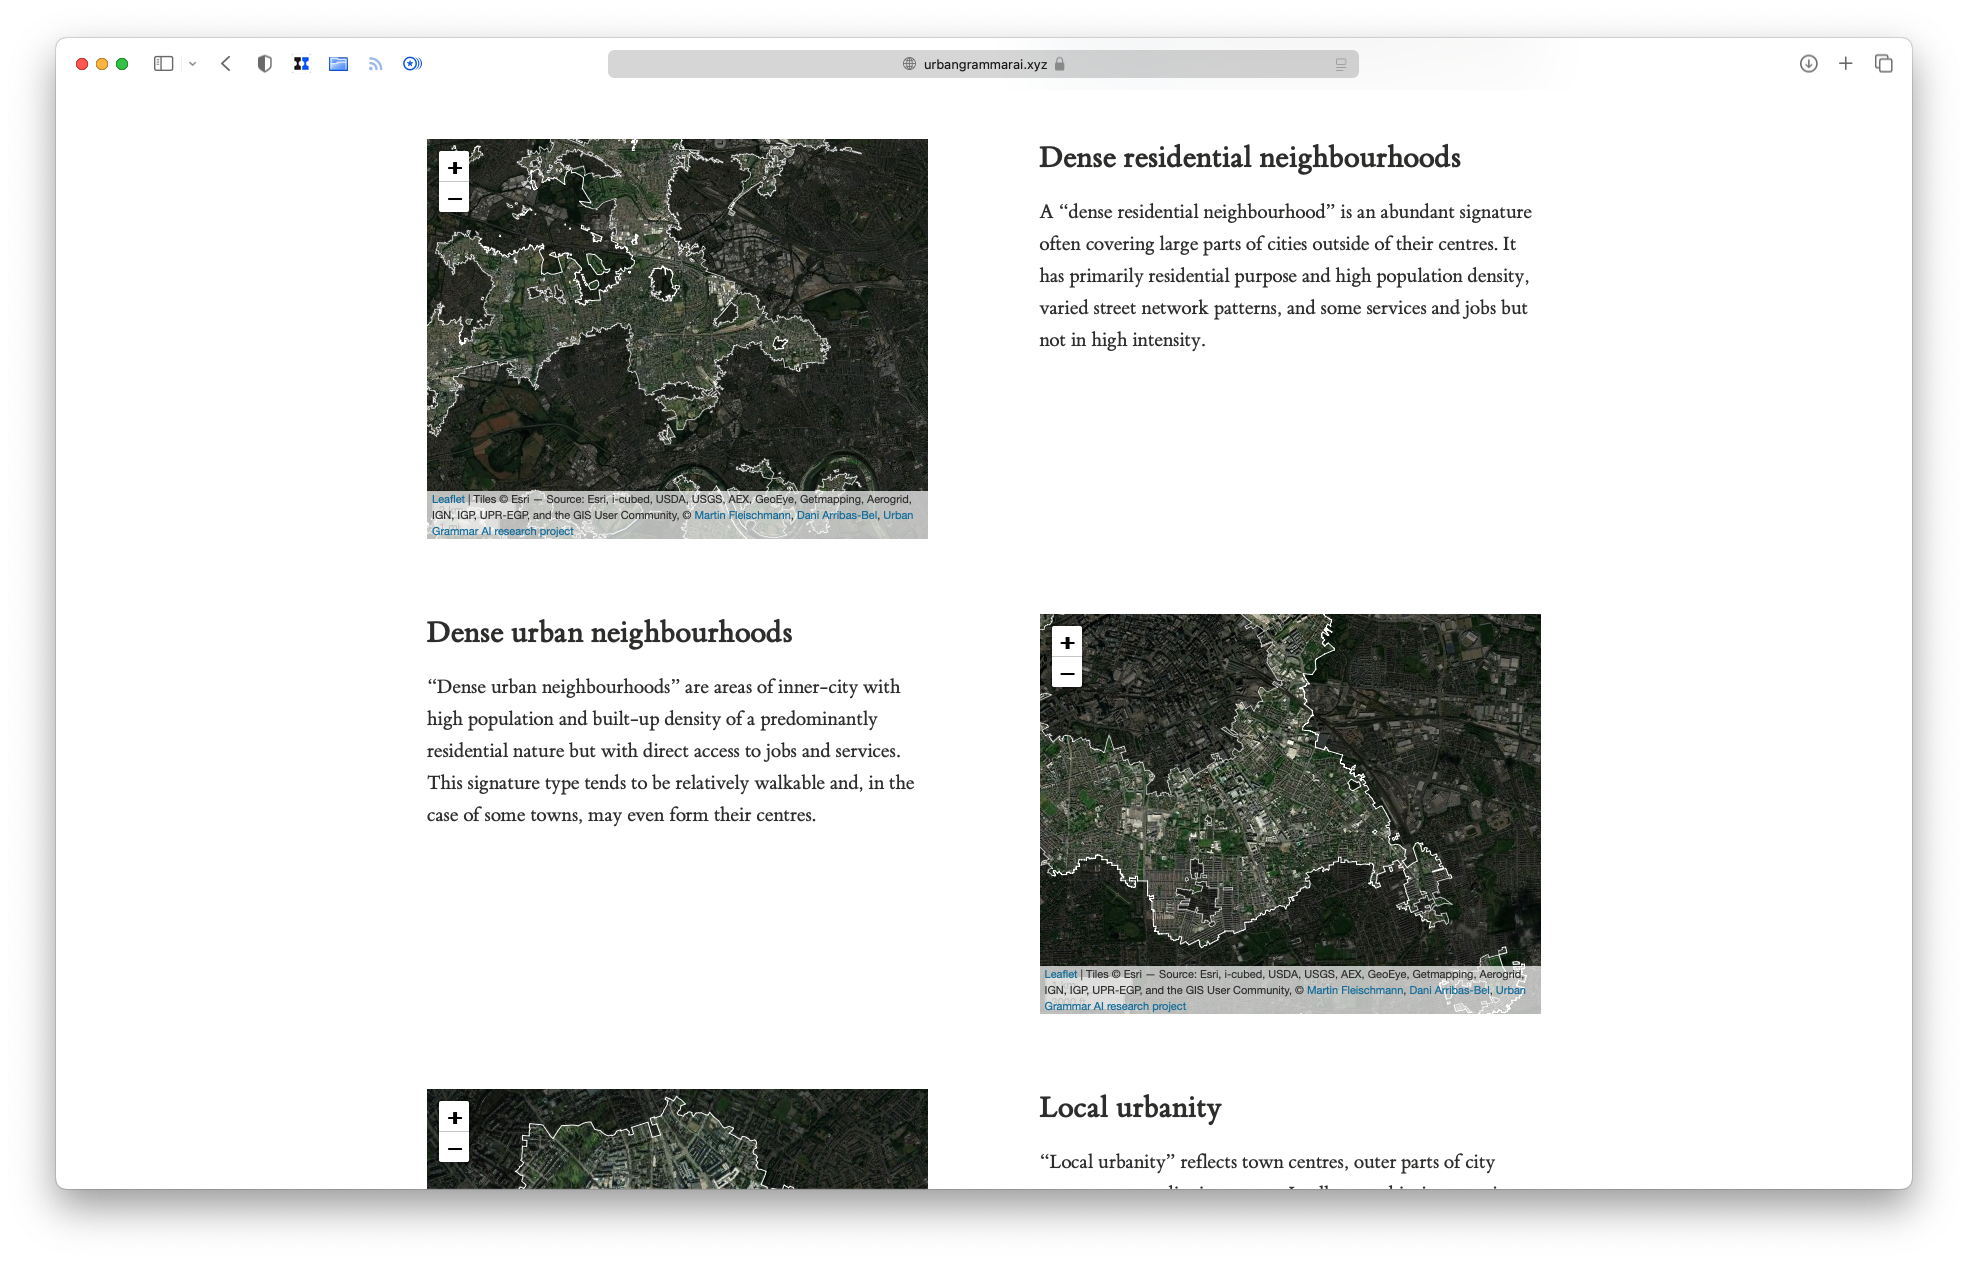 urbangrammarai.xyz
+
−
Leaflet | Tiles © Esri — Source: Esri, i-cubed, USDA, USGS, AEX, GeoEye, Getmapping, Aerogrid,
IGN, IGP, UPR-EGP, and the GIS User Community, © Martin Fleischmann, Dani Arribas-Bel, Urban
Grammar AI research project
Dense residential neighbourhoods
A “dense residential neighbourhood” is an abundant signature
often covering large parts of cities outside of their centres. It
has primarily residential purpose and high population density,
varied street network patterns, and some services and jobs but
not in high intensity.
Dense urban neighbourhoods
“Dense urban neighbourhoods” are areas of inner-city with
high population and built-up density of a predominantly
residential nature but with direct access to jobs and services.
This signature type tends to be relatively walkable and, in the
case of some towns, may even form their centres.
+
−
Leaflet | Tiles © Esri — Source: Esri, i-cubed, USDA, USGS, AEX, GeoEye, Getmapping, Aerogrid,
IGN, IGP, UPR-EGP, and the GIS User Community, © Martin Fleischmann, Dani Arribas-Bel, Urban
Grammar AI research project
+
−
Local urbanity
“Local urbanity” reflects town centres, outer parts of city